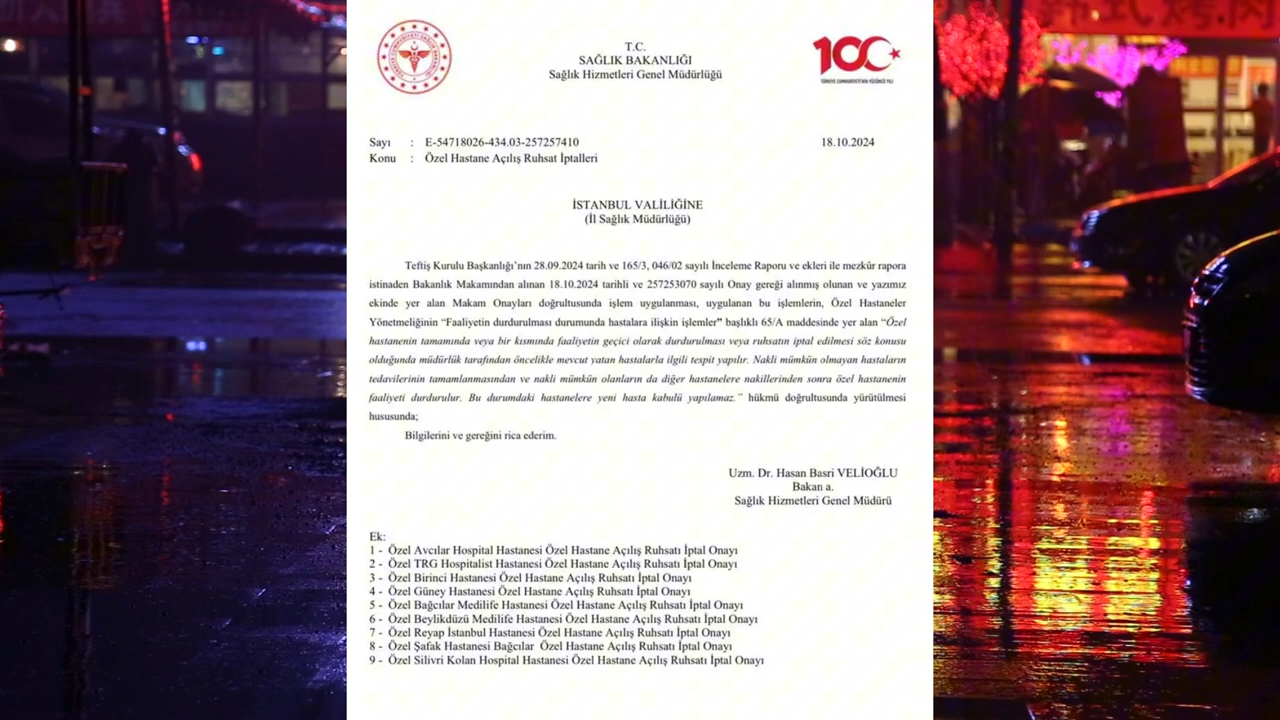 T.C.
SAĞLIK BAKANLIĞI
Sağlık Hizmetleri Genel Müdürlüğü
100
TÜRKİYE CUMHURİYETİ'NİN YÜZÜNCÜ YILI
Sayı : E-54718026-434.03-257257410 18.10.2024
Konu : Özel Hastane Açılış Ruhsat İptalleri
İSTANBUL VALİLİĞİNE
(İl Sağlık Müdürlüğü)
Teftiş Kurulu Başkanlığı’nın 28.09.2024 tarih ve 165/3, 046/02 sayılı İnceleme Raporu ve ekleri ile mezkûr rapora
istinaden Bakanlık Makamından alınan 18.10.2024 tarihli ve 257253070 sayılı Onay gereği alınmış olunan ve yazımız
ekinde yer alan Makam Onayları doğrultusunda işlem uygulanması, uygulanan bu işlemlerin, Özel Hastaneler
Yönetmeliğinin “Faaliyetin durdurulması durumunda hastalara ilişkin işlemler” başlıklı 65/A maddesinde yer alan “Özel
hastanenin tamamında veya bir kısmında faaliyetin geçici olarak durdurulması veya ruhsatın iptal edilmesi söz konusu
olduğunda müdürlük tarafından öncelikle mevcut yatan hastalarla ilgili tespit yapılır. Nakli mümkün olmayan hastaların
tedavilerinin tamamlanmasından ve nakli mümkün olanların da diğer hastanelere nakillerinden sonra özel hastanenin
faaliyeti durdurulur. Bu durumdaki hastanelere yeni hasta kabulü yapılamaz.” hükmü doğrultusunda yürütülmesi
hususunda;
Bilgilerini ve gereğini rica ederim.
Uzm. Dr. Hasan Basri VELİOĞLU
Bakan a.
Sağlık Hizmetleri Genel Müdürü
Ek:
1 - Özel Avcılar Hospital Hastanesi Özel Hastane Açılış Ruhsatı İptal Onayı
2 - Özel TRG Hospitalist Hastanesi Özel Hastane Açılış Ruhsatı İptal Onayı
3 - Özel Birinci Hastanesi Özel Hastane Açılış Ruhsatı İptal Onayı
4 - Özel Güney Hastanesi Özel Hastane Açılış Ruhsatı İptal Onayı
5 - Özel Bağcılar Medilife Hastanesi Özel Hastane Açılış Ruhsatı İptal Onayı
6 - Özel Beylikdüzü Medilife Hastanesi Özel Hastane Açılış Ruhsatı İptal Onayı
7 - Özel Reyap İstanbul Hastanesi Özel Hastane Açılış Ruhsatı İptal Onayı
8 - Özel Şafak Hastanesi Bağcılar Özel Hastane Açılış Ruhsatı İptal Onayı
9 - Özel Silivri Kolan Hospital Hastanesi Özel Hastane Açılış Ruhsatı İptal Onayı